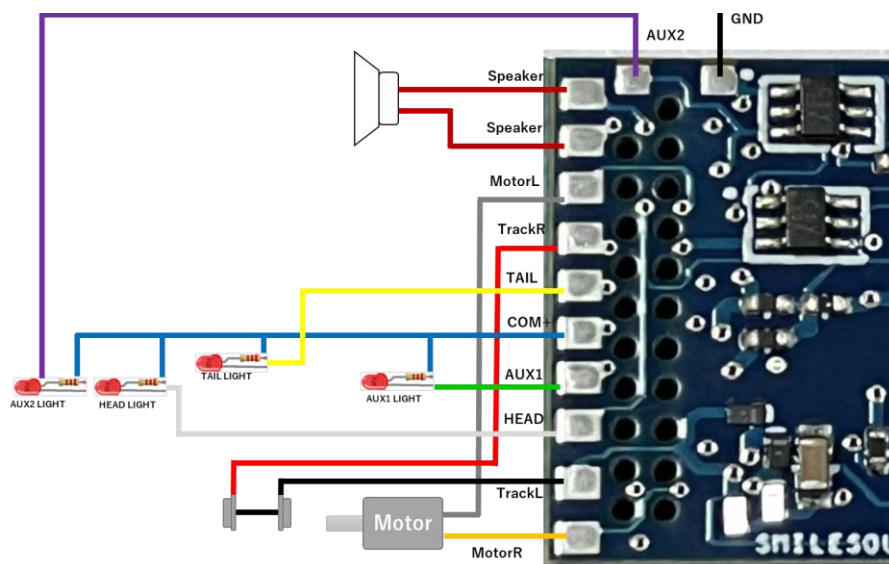 AUX2
GND
Speaker
Speaker
MotorL
TrackR
TAIL
COM+
AUX1
HEAD
TrackL
MotorR
AUX2 LIGHT
HEAD LIGHT
TAIL LIGHT
AUX1 LIGHT
Motor